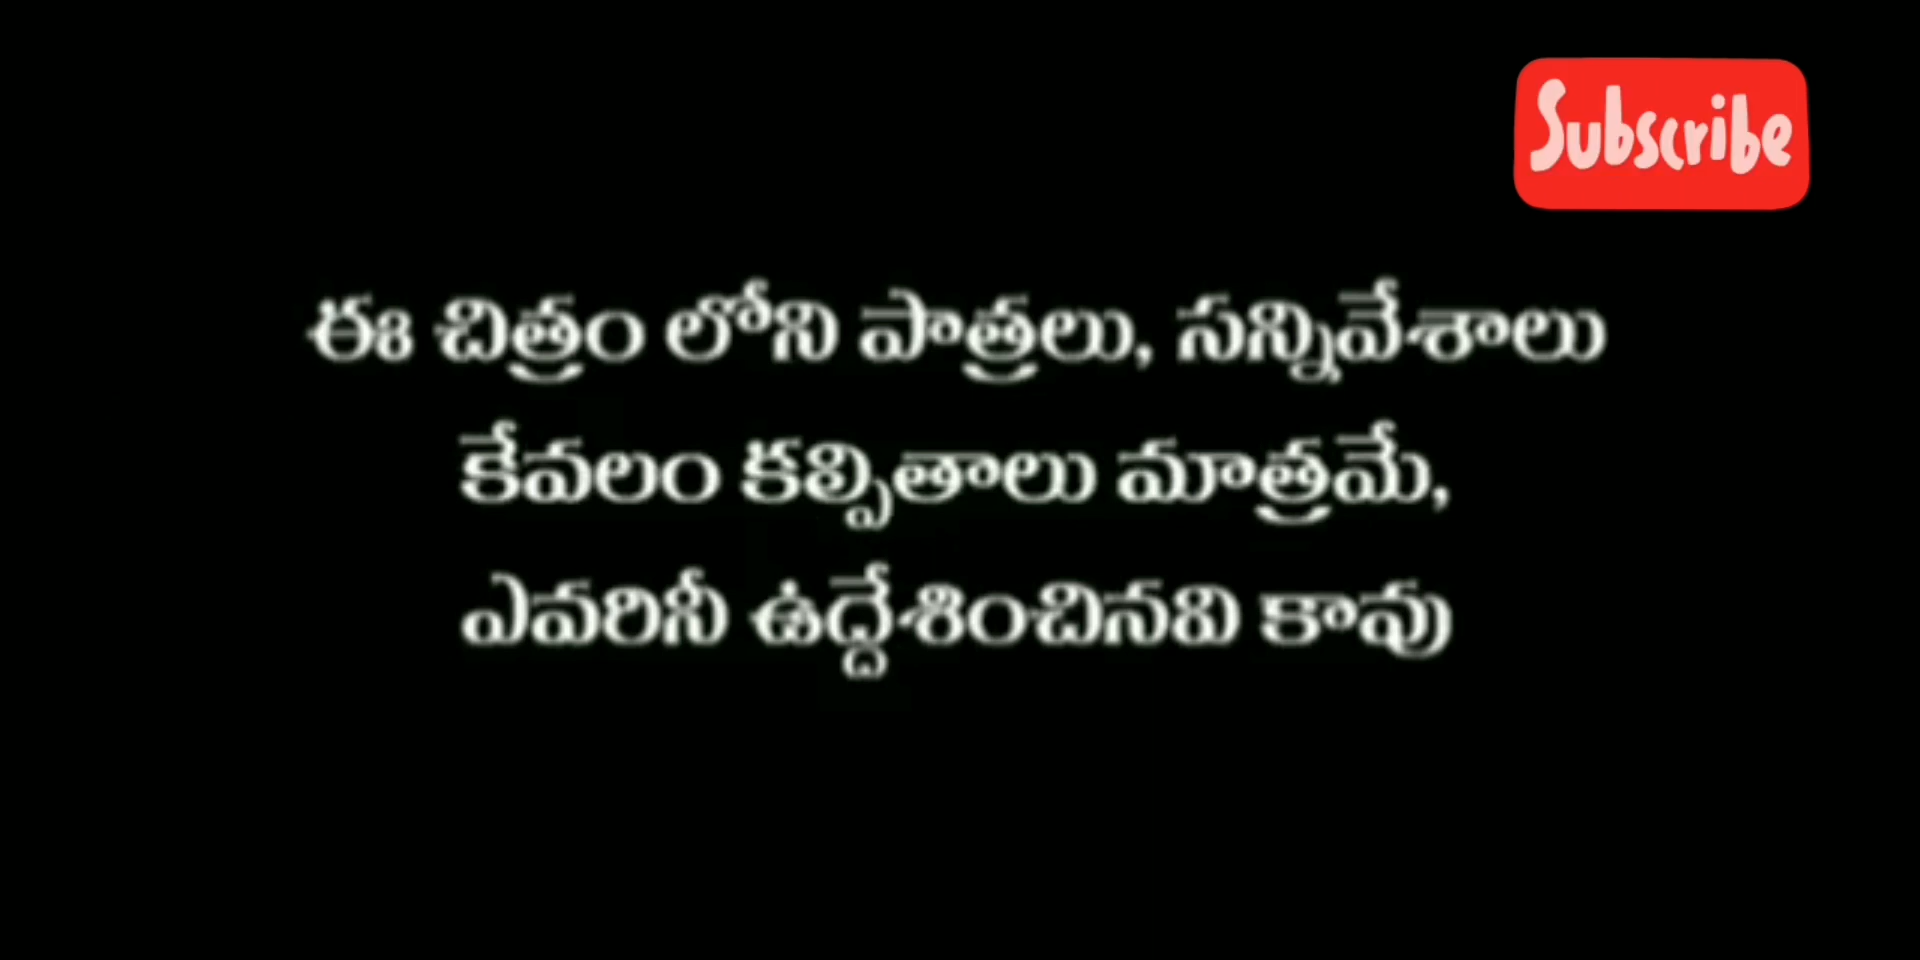 Subscribe
ఈ చిత్రం లోని పాత్రలు, సన్నివేశాలు
కేవలం కల్పితాలు మాత్రమే,
ఎవరినీ ఉద్దేశించినవి కావు